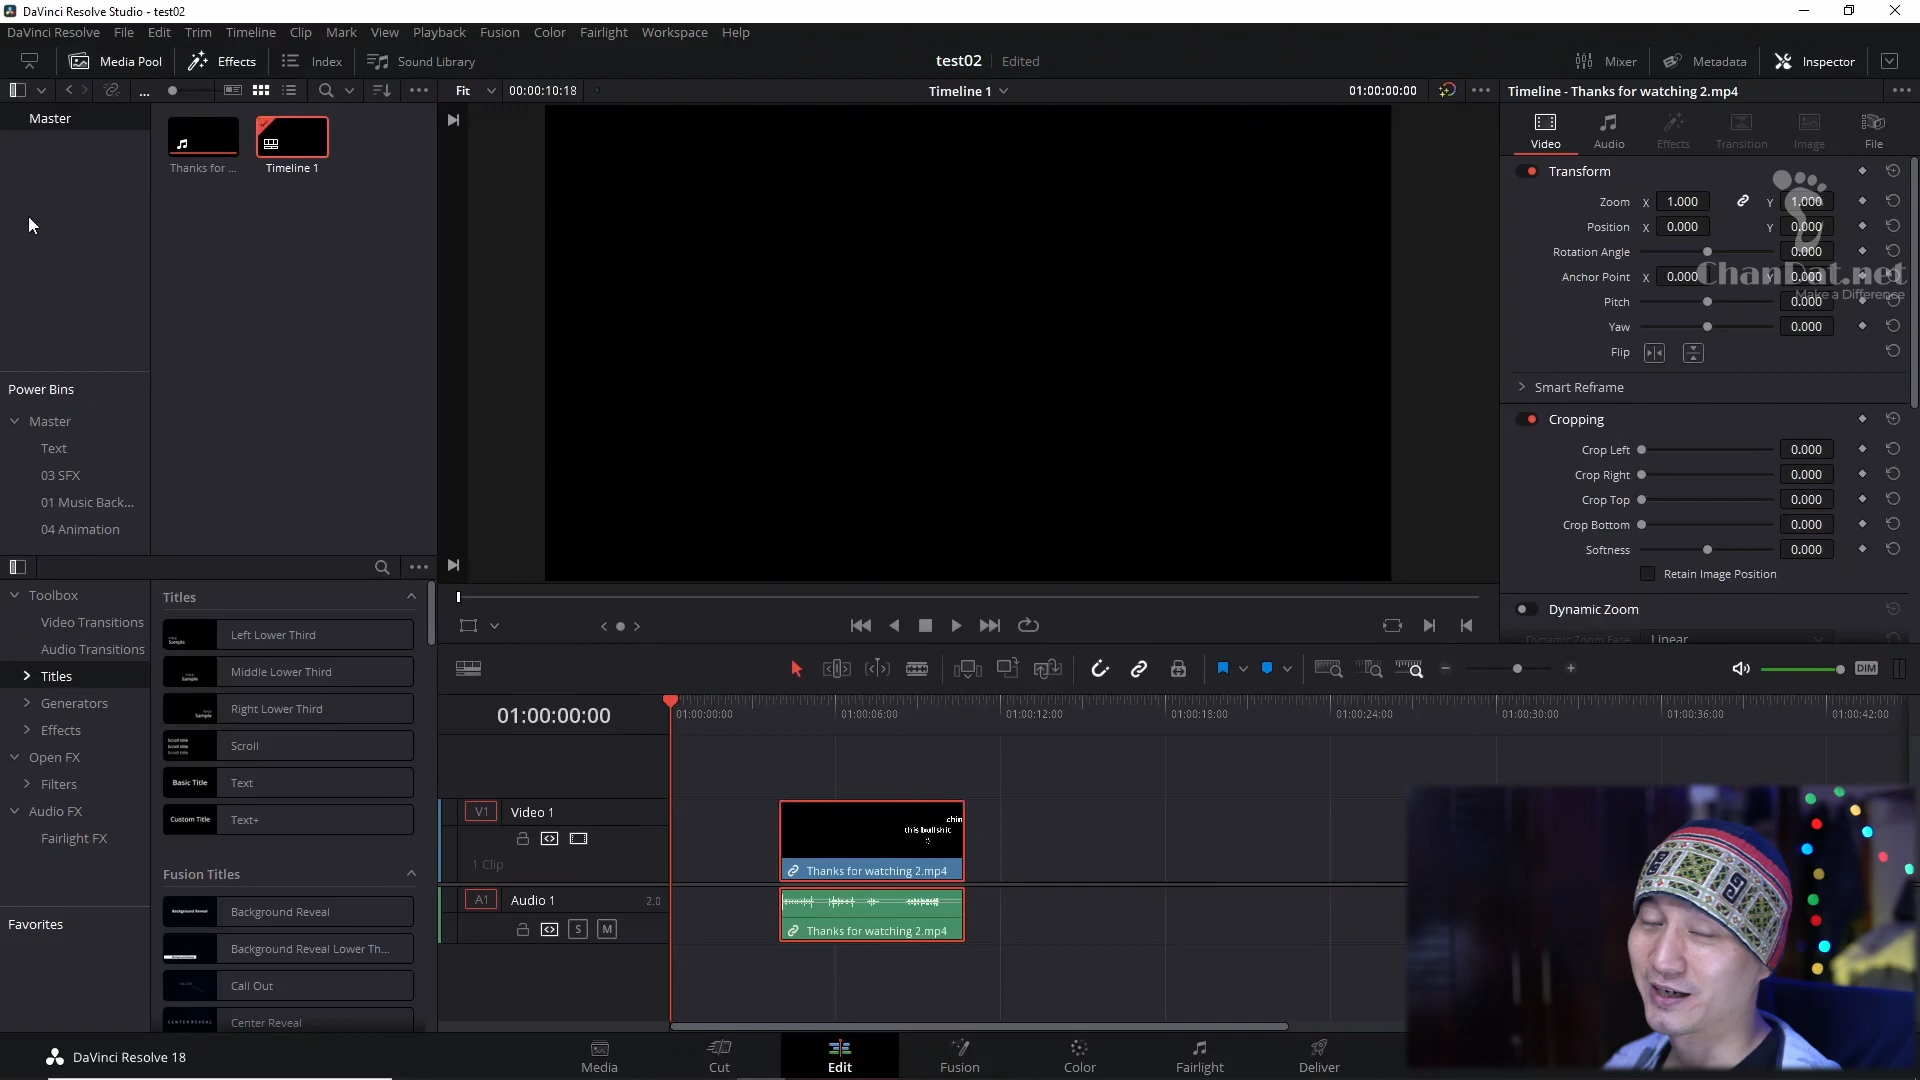 DaVinci Resolve Studio - test02
DaVinci Resolve File Edit Trim Timeline Clip Mark View Playback Fusion Color Fairlight Workspace Help
Media Pool Effects Index Sound Library test02 Edited Mixer Metadata Inspector
... Fit 00:00:10:18 Timeline 1 01:00:00:00 Timeline - Thanks for watching 2.mp4
Master
Thanks for ... Timeline 1
Video Audio Effects Transition Image File
Transform
Zoom X 1.000 Y 1.000
Position X 0.000 Y 0.000
Rotation Angle 0.000
Anchor Point X 0.000 Y 0.000
ChanDat.net
Make a Difference
Pitch 0.000
Yaw 0.000
Flip
Smart Reframe
Cropping
Crop Left 0.000
Crop Right 0.000
Crop Top 0.000
Crop Bottom 0.000
Softness 0.000
Retain Image Position
Dynamic Zoom
Dynamic Zoom Ease Linear
Power Bins
Master
Text
03 SFX
01 Music Back...
04 Animation
Toolbox
Video Transitions
Audio Transitions
Titles
Generators
Effects
Open FX
Filters
Audio FX
Fairlight FX
Favorites
Titles
Left Lower Third
Middle Lower Third
Right Lower Third
Scroll
Basic Title Text
Custom Title Text+
Fusion Titles
Background Reveal Background Reveal
Background Reveal Lower Th...
Call Out
CENTER REVEAL Center Reveal
DIM
01:00:00:00
01:00:00:00 01:00:06:00 01:00:12:00 01:00:18:00 01:00:24:00 01:00:30:00 01:00:36:00 01:00:42:00
V1 Video 1
1 Clip
chin
this bullshit
:)
Thanks for watching 2.mp4
A1 Audio 1 2.0
S M
Thanks for watching 2.mp4
DaVinci Resolve 18
Media Cut Edit Fusion Color Fairlight Deliver